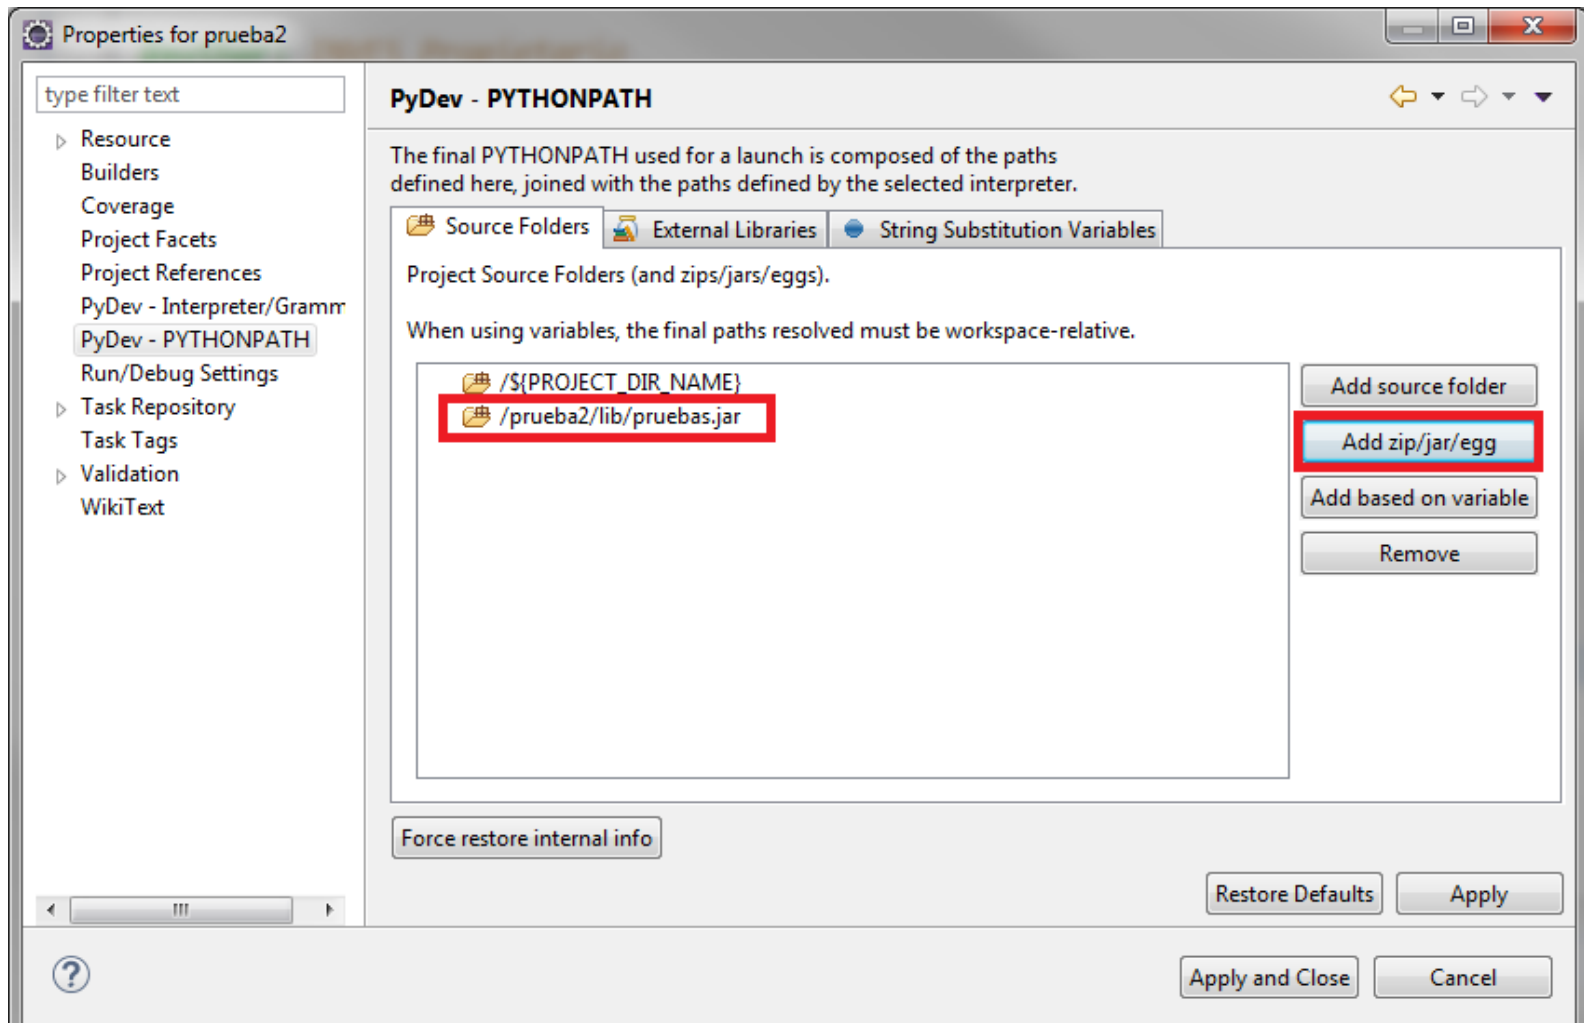 Properties for prueba2
type filter text
Resource
Builders
Coverage
Project Facets
Project References
PyDev - Interpreter/Gramm
PyDev - PYTHONPATH
Run/Debug Settings
Task Repository
Task Tags
Validation
WikiText
PyDev - PYTHONPATH
The final PYTHONPATH used for a launch is composed of the paths
defined here, joined with the paths defined by the selected interpreter.
Source Folders
External Libraries
String Substitution Variables
Project Source Folders (and zips/jars/eggs).
When using variables, the final paths resolved must be workspace-relative.
/${PROJECT_DIR_NAME}
/prueba2/lib/pruebas.jar
Add source folder
Add zip/jar/egg
Add based on variable
Remove
Force restore internal info
Restore Defaults
Apply
Apply and Close
Cancel